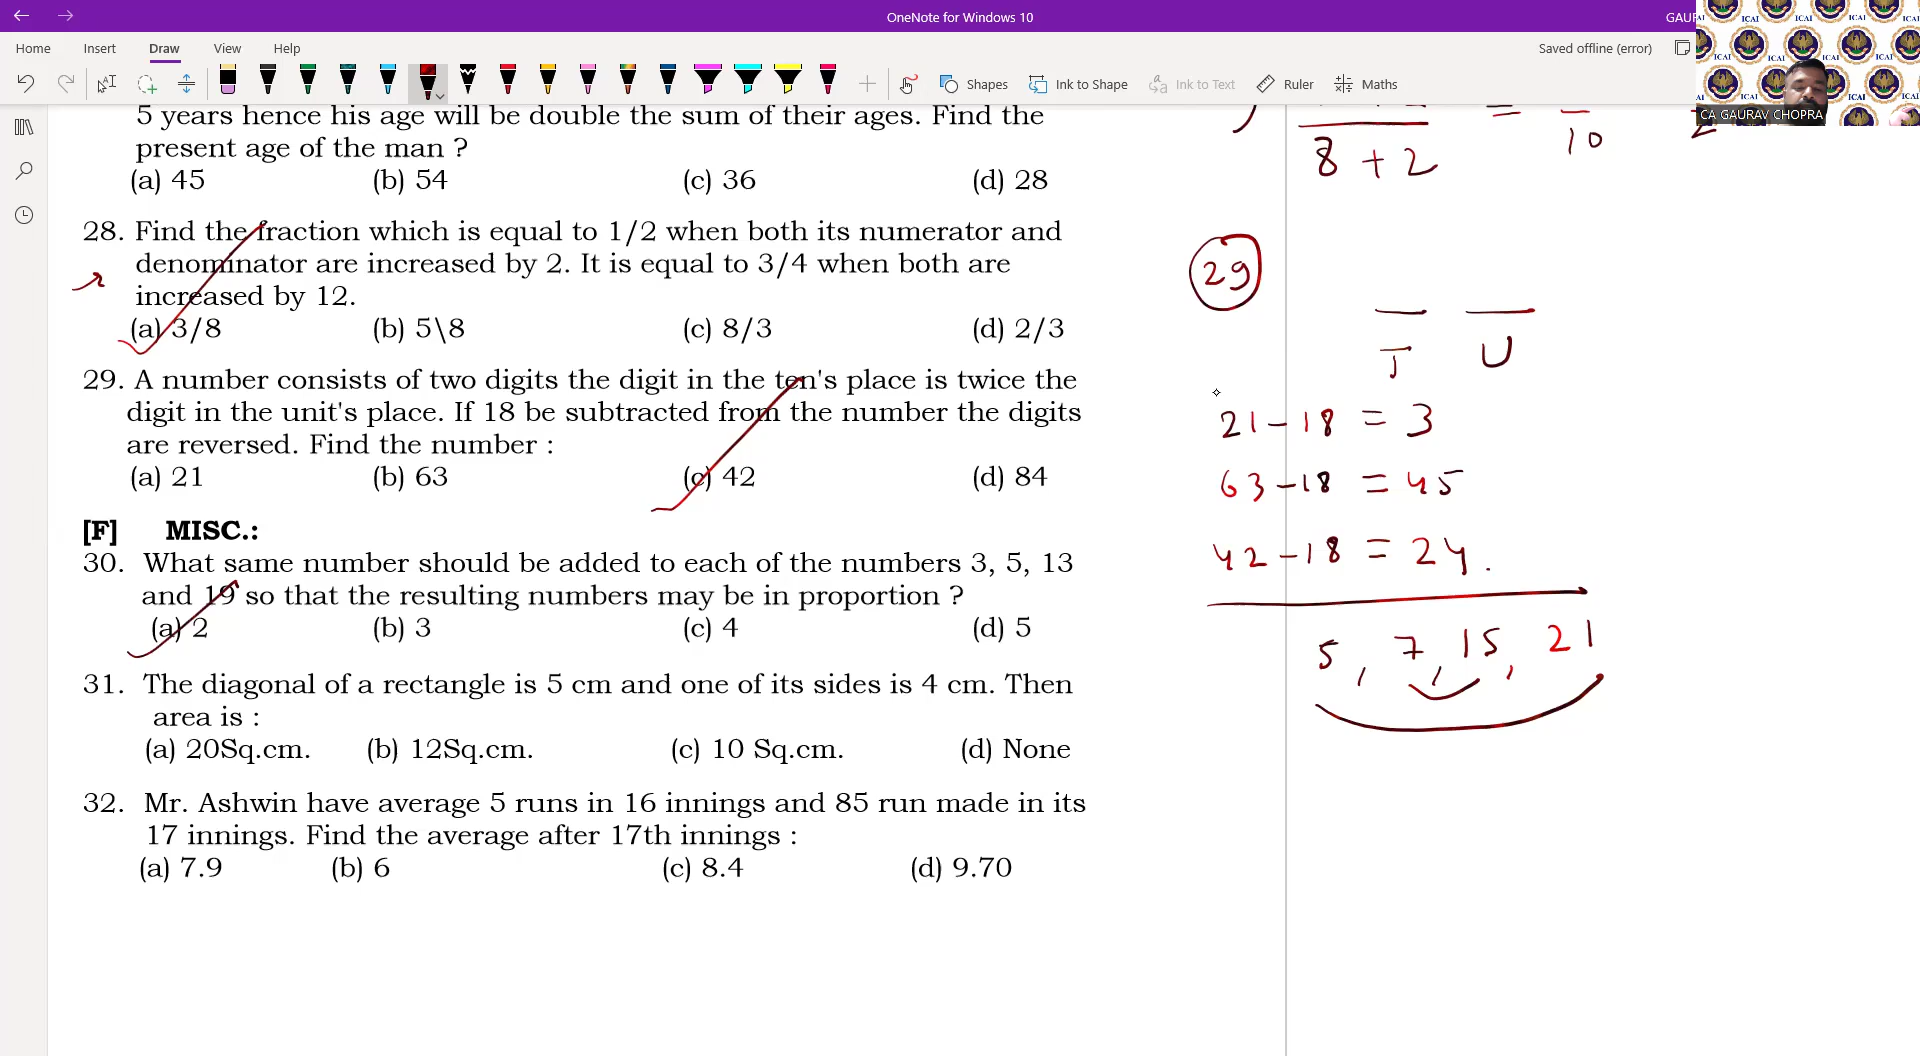 OneNote for Windows 10
GAUR
Home Insert Draw View Help
Saved offline (error)
Shapes Ink to Shape Ink to Text Ruler Maths
ICAI
CA GAURAV CHOPRA
5 years hence his age will be double the sum of their ages. Find the
present age of the man ?
(a) 45 (b) 54 (c) 36 (d) 28
28. Find the fraction which is equal to 1/2 when both its numerator and
denominator are increased by 2. It is equal to 3/4 when both are
increased by 12.
(a) 3/8 (b) 5\8 (c) 8/3 (d) 2/3
29. A number consists of two digits the digit in the ten's place is twice the
digit in the unit's place. If 18 be subtracted from the number the digits
are reversed. Find the number :
(a) 21 (b) 63 (c) 42 (d) 84
[F] MISC.:
30. What same number should be added to each of the numbers 3, 5, 13
and 19 so that the resulting numbers may be in proportion ?
(a) 2 (b) 3 (c) 4 (d) 5
31. The diagonal of a rectangle is 5 cm and one of its sides is 4 cm. Then
area is :
(a) 20Sq.cm. (b) 12Sq.cm. (c) 10 Sq.cm. (d) None
32. Mr. Ashwin have average 5 runs in 16 innings and 85 run made in its
17 innings. Find the average after 17th innings :
(a) 7.9 (b) 6 (c) 8.4 (d) 9.70
= 10
8 + 2
29
T U
21 - 18 = 3
63 - 18 = 45
42 - 18 = 24.
5, 7, 15, 21